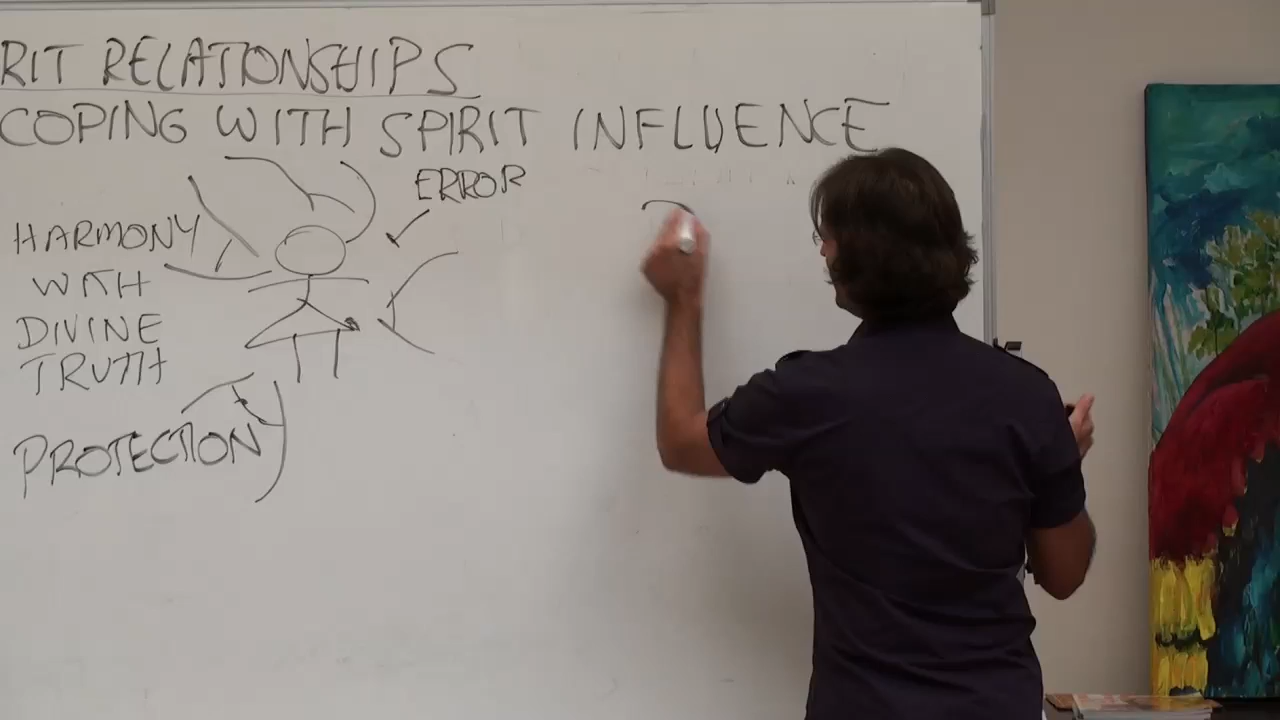 RIT RELATIONSHIPS
COPING WITH SPIRIT INFLUENCE
ERROR
HARMONY
WITH
DIVINE
TRUTH
PROTECTION